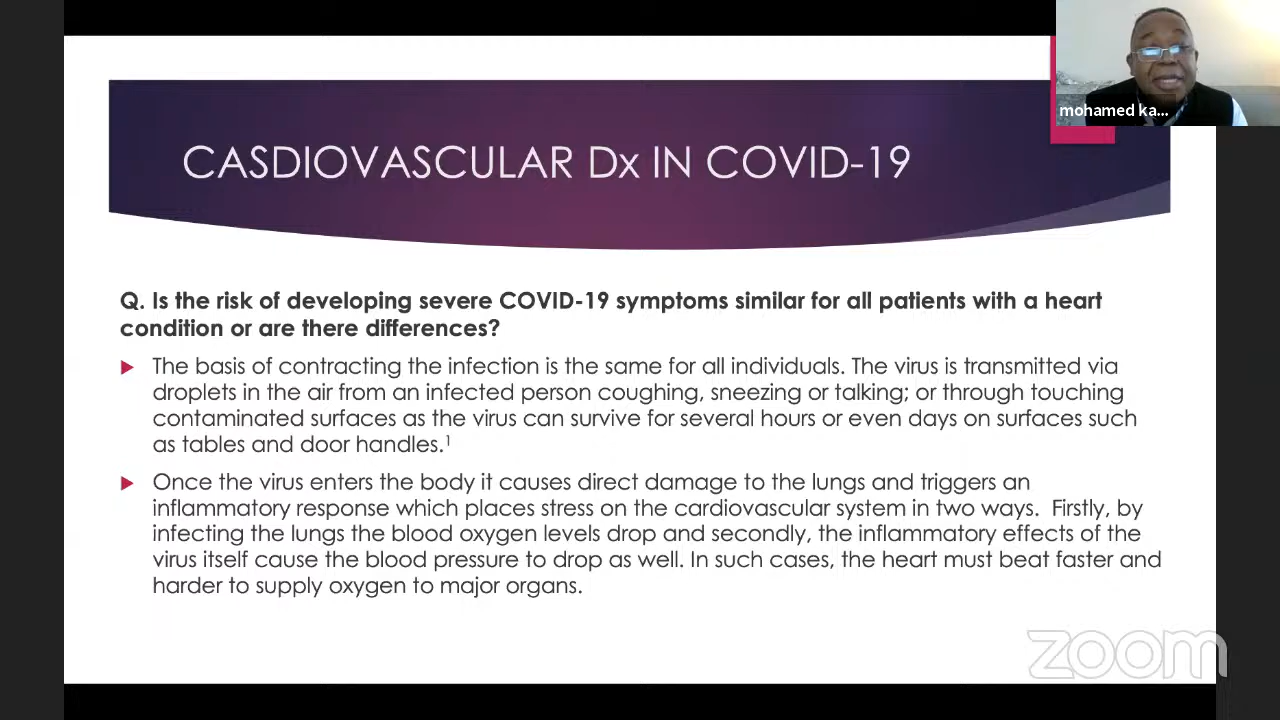 mohamed ka...
CASDIOVASCULAR Dx IN COVID-19
Q. Is the risk of developing severe COVID-19 symptoms similar for all patients with a heart
condition or are there differences?
The basis of contracting the infection is the same for all individuals. The virus is transmitted via
droplets in the air from an infected person coughing, sneezing or talking; or through touching
contaminated surfaces as the virus can survive for several hours or even days on surfaces such
as tables and door handles.¹
Once the virus enters the body it causes direct damage to the lungs and triggers an
inflammatory response which places stress on the cardiovascular system in two ways. Firstly, by
infecting the lungs the blood oxygen levels drop and secondly, the inflammatory effects of the
virus itself cause the blood pressure to drop as well. In such cases, the heart must beat faster and
harder to supply oxygen to major organs.
zoom